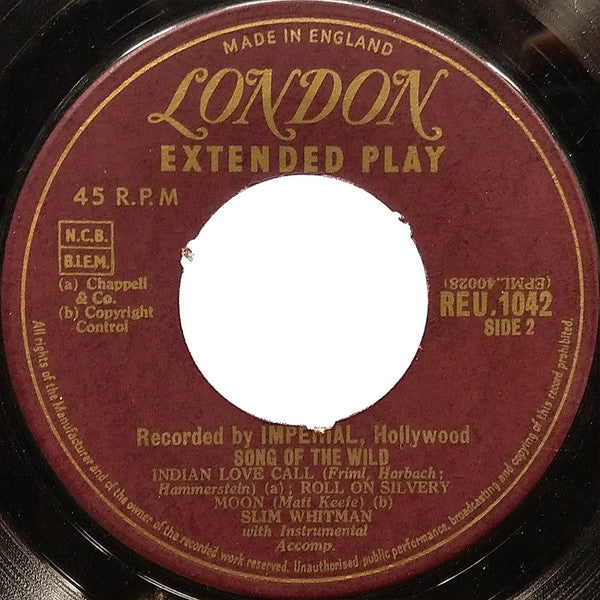 MADE IN ENGLAND
LONDON
EXTENDED PLAY
45 R.P.M
N.C.B.
B.I.E.M.
(a) Chappell
& Co.
(b) Copyright
Control
(EPML.40028)
REU.1042
SIDE 2
Recorded by IMPERIAL, Hollywood
SONG OF THE WILD
INDIAN LOVE CALL (Friml, Harbach;
Hammerstein) (a); ROLL ON SILVERY
MOON (Matt Keefe) (b)
SLIM WHITMAN
with Instrumental
Accomp.
All rights of the Manufacturer and of the owner of the recorded work reserved. Unauthorised public performance, broadcasting and copying of this record prohibited.